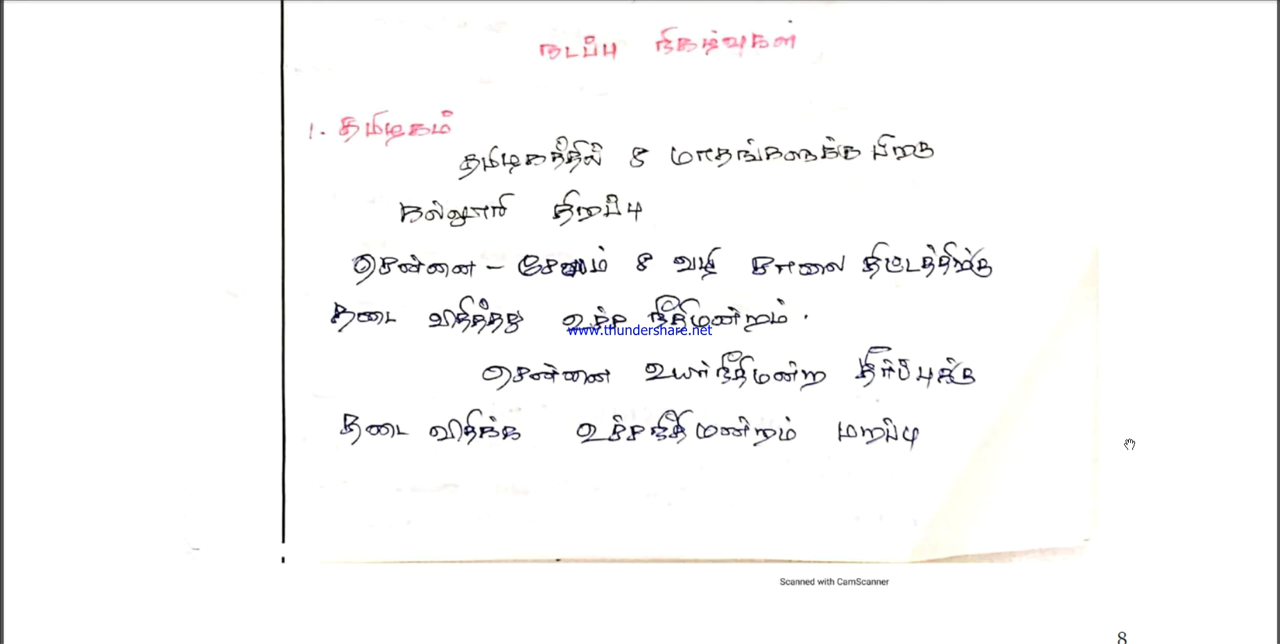 நடப்பு நிகழ்வுகள்
1. தமிழகம்
தமிழகத்தில் 8 மாதங்களுக்கு பிறகு
கல்லூரி திறப்பு
சென்னை - சேலம் 8 வழி சாலை திட்டத்திற்கு
தடை விதித்தது உச்ச நீதிமன்றம்.
www.thundershare.net
சென்னை உயர்நீதிமன்ற தீர்ப்புக்கு
தடை விதிக்க உச்சநீதிமன்றம் மறுப்பு
Scanned with CamScanner
8